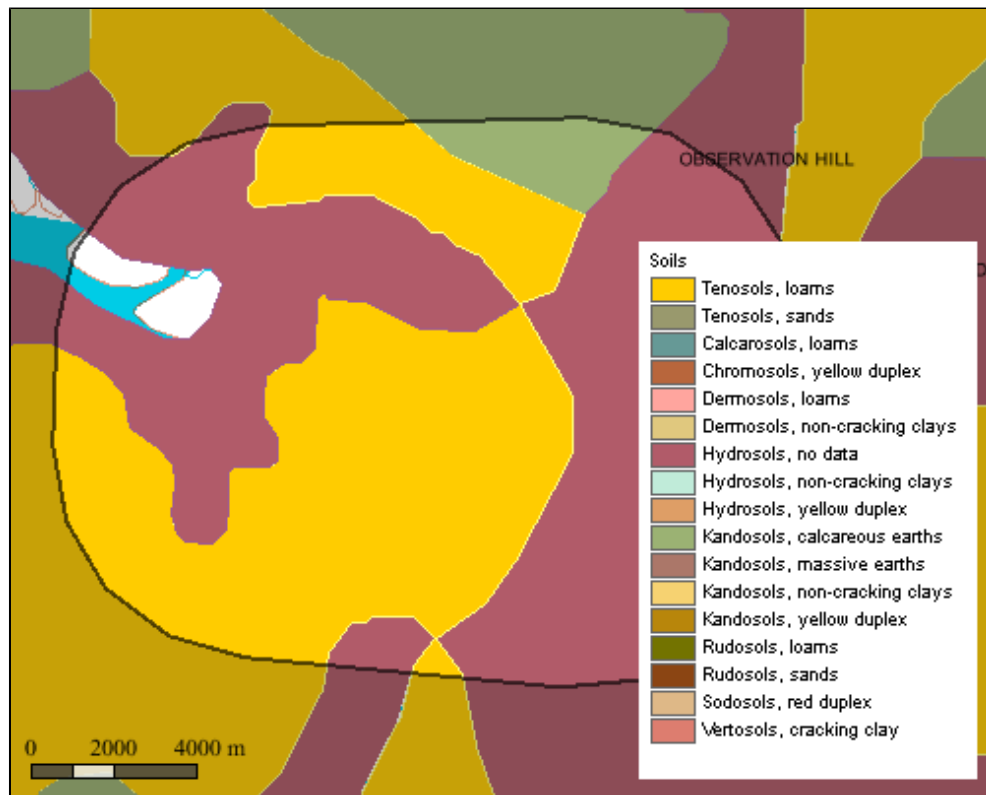 OBSERVATION HILL
Soils
Tenosols, loams
Tenosols, sands
Calcarosols, loams
Chromosols, yellow duplex
Dermosols, loams
Dermosols, non-cracking clays
Hydrosols, no data
Hydrosols, non-cracking clays
Hydrosols, yellow duplex
Kandosols, calcareous earths
Kandosols, massive earths
Kandosols, non-cracking clays
Kandosols, yellow duplex
Rudosols, loams
Rudosols, sands
Sodosols, red duplex
Vertosols, cracking clay
0 2000 4000 m